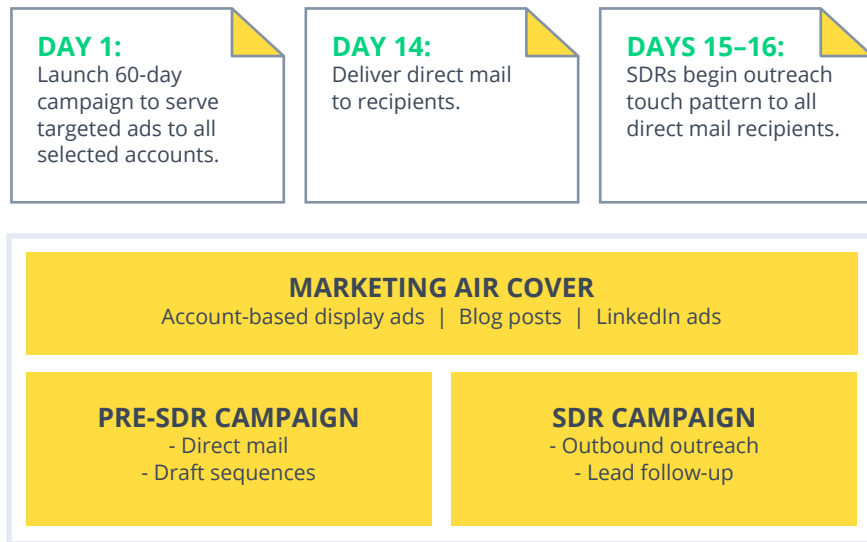 DAY 1:
Launch 60-day
campaign to serve
targeted ads to all
selected accounts.
DAY 14:
Deliver direct mail
to recipients.
DAYS 15–16:
SDRs begin outreach
touch pattern to all
direct mail recipients.
MARKETING AIR COVER
Account-based display ads | Blog posts | LinkedIn ads
PRE-SDR CAMPAIGN
- Direct mail
- Draft sequences
SDR CAMPAIGN
- Outbound outreach
- Lead follow-up